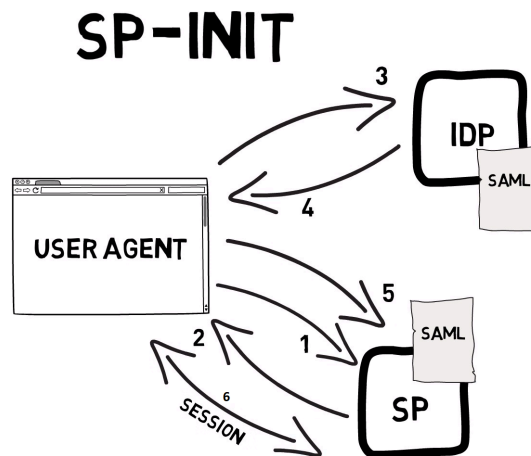 SP-INIT
3
IDP
SAML
4
USER AGENT
5
2
1
SAML
6
SESSION
SP